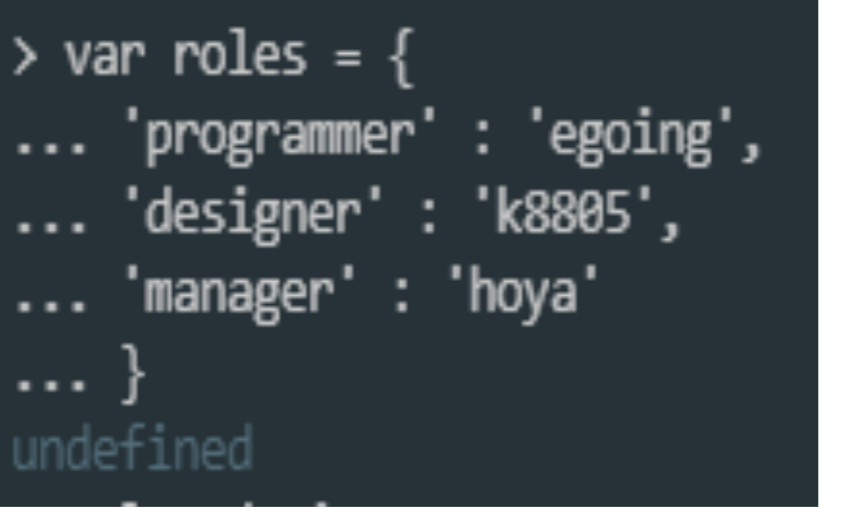 > var roles = {
... 'programmer' : 'egoing',
... 'designer' : 'k8805',
... 'manager' : 'hoya'
... }
undefined